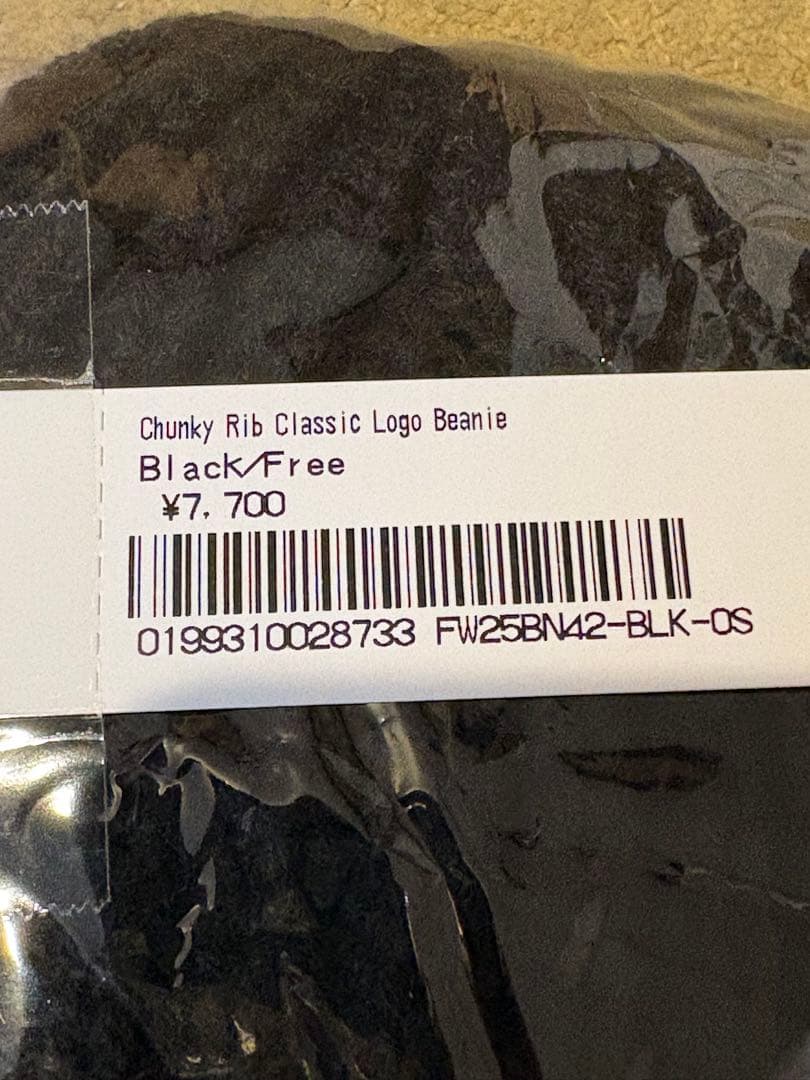 Chunky Rib Classic Logo Beanie
Black/Free
¥7,700
0199310028733 FW25BN42-BLK-OS